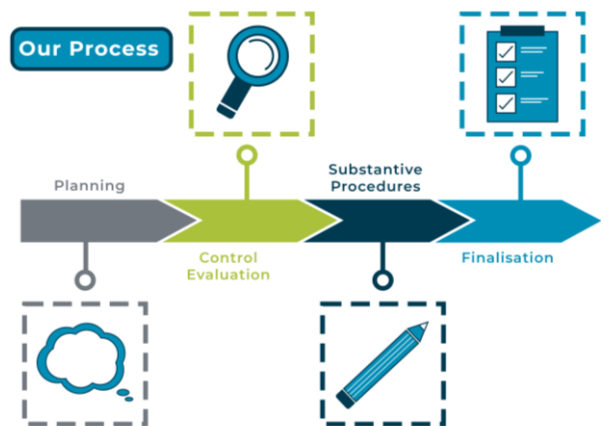 Our Process
Planning
Control
Evaluation
Substantive
Procedures
Finalisation